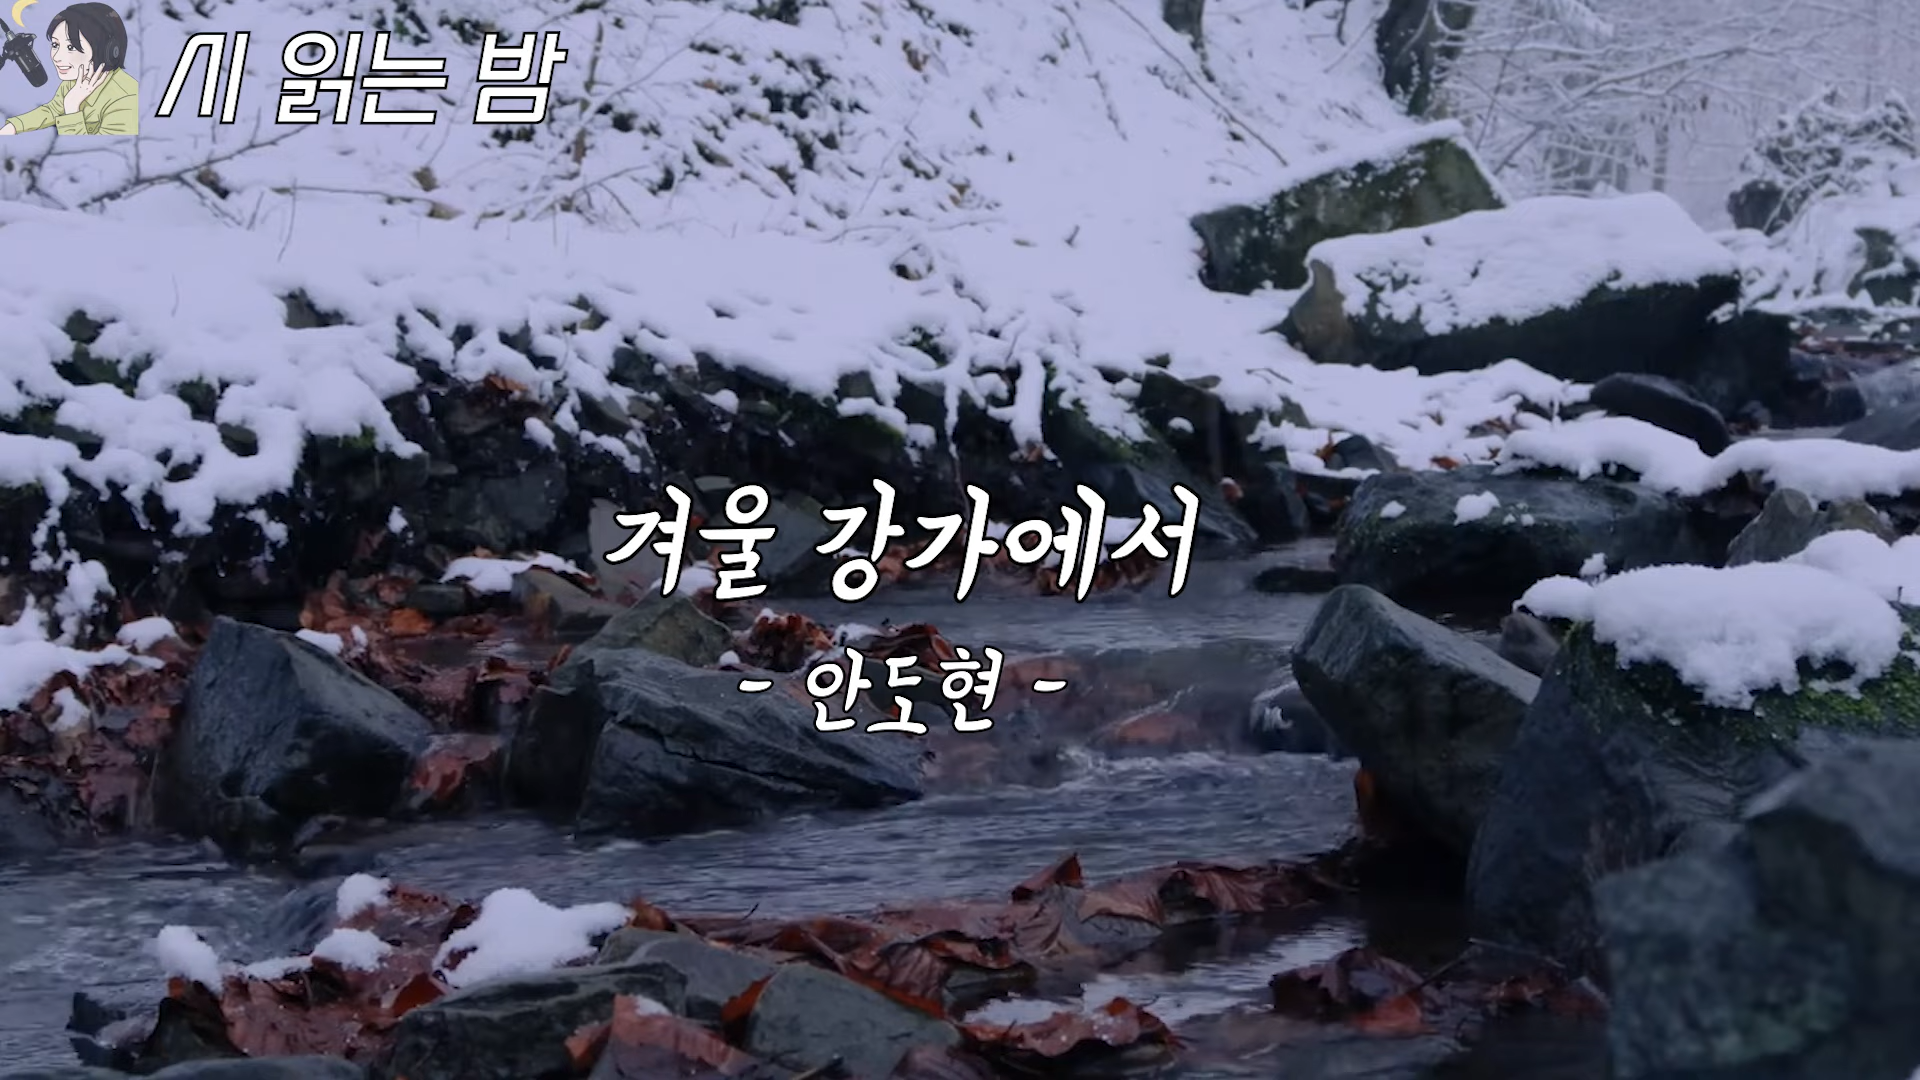 시 읽는 밤
겨울 강가에서
- 안도현 -